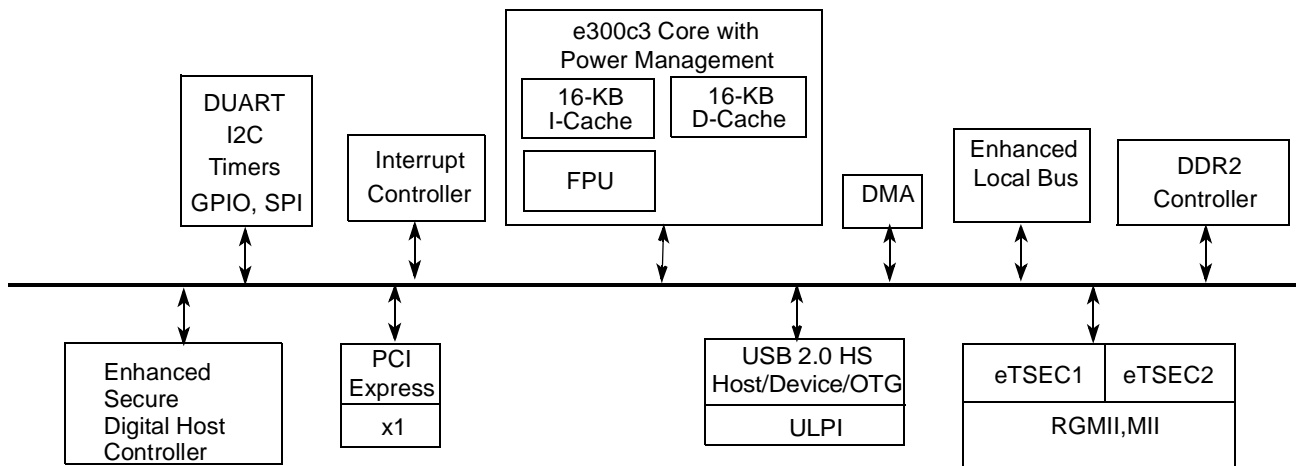 e300c3 Core with
Power Management
16-KB
I-Cache
16-KB
D-Cache
FPU
DUART
I2C
Timers
GPIO, SPI
Interrupt
Controller
DMA
Enhanced
Local Bus
DDR2
Controller
Enhanced
Secure
Digital Host
Controller
PCI
Express
x1
USB 2.0 HS
Host/Device/OTG
ULPI
eTSEC1
eTSEC2
RGMII,MII